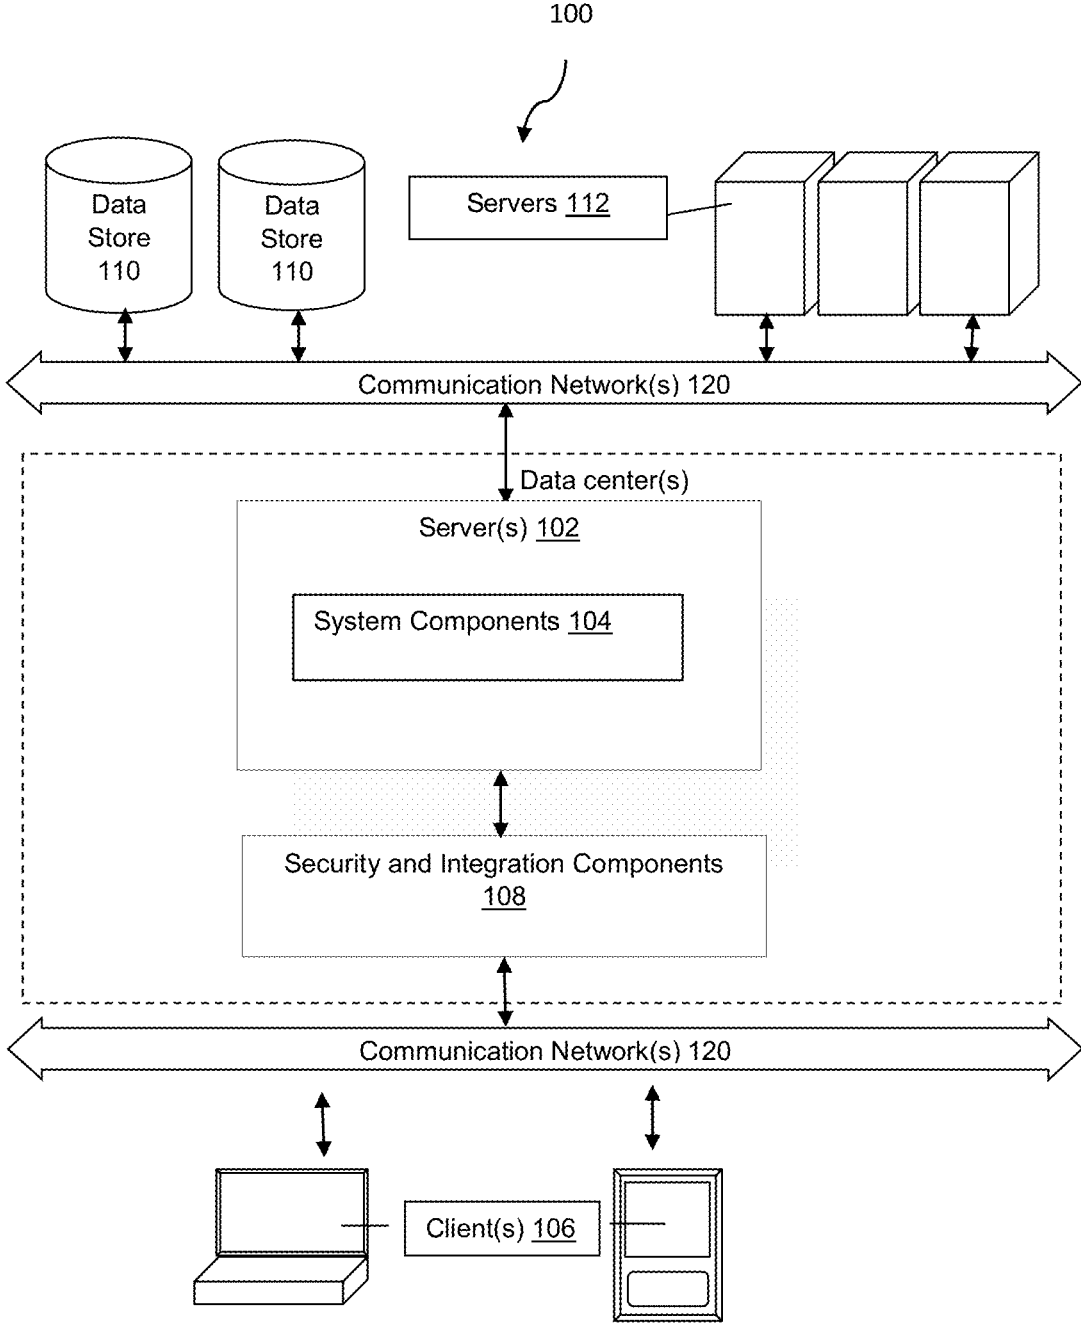 100
Data
Store
110
Data
Store
110
Servers 112
Communication Network(s) 120
Data center(s)
Server(s) 102
System Components 104
Security and Integration Components
108
Communication Network(s) 120
Client(s) 106